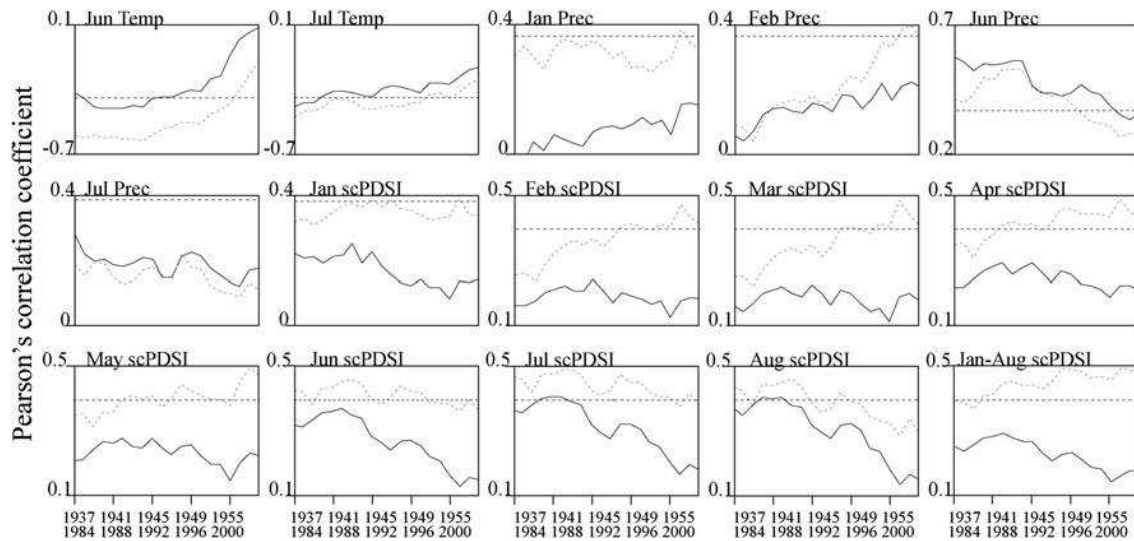 Pearson's correlation coefficient
0.1 Jun Temp
-0.7
0.1 Jul Temp
-0.7
0.4 Jan Prec
0
0.4 Feb Prec
0
0.7 Jun Prec
0.2
0.4 Jul Prec
0
0.4 Jan scPDSI
0
0.5 Feb scPDSI
0.1
0.5 Mar scPDSI
0.1
0.5 Apr scPDSI
0.1
0.5 May scPDSI
0.1
0.5 Jun scPDSI
0.1
0.5 Jul scPDSI
0.1
0.5 Aug scPDSI
0.1
0.5 Jan-Aug scPDSI
0.1
1937 1941 1945 1949 1955
1984 1988 1992 1996 2000
1937 1941 1945 1949 1955
1984 1988 1992 1996 2000
1937 1941 1945 1949 1955
1984 1988 1992 1996 2000
1937 1941 1945 1949 1955
1984 1988 1992 1996 2000
1937 1941 1945 1949 1955
1984 1988 1992 1996 2000